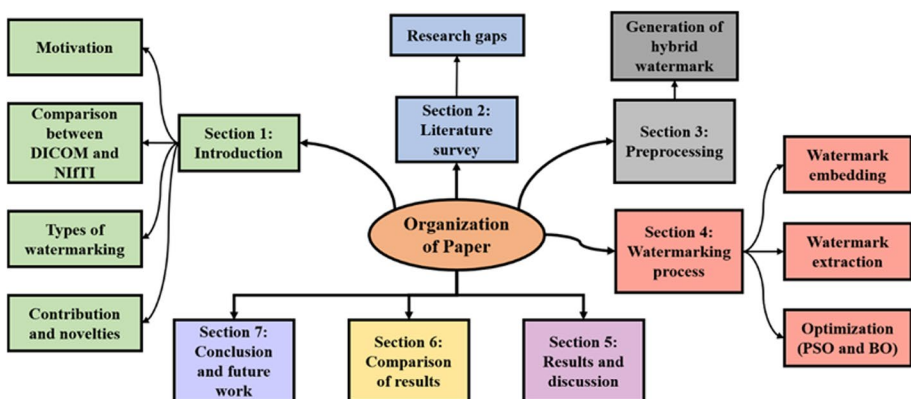 Motivation
Comparison
between
DICOM and
NIfTI
Types of
watermarking
Contribution
and novelties
Section 1:
Introduction
Research gaps
Section 2:
Literature
survey
Generation of
hybrid
watermark
Section 3:
Preprocessing
Organization
of Paper
Section 4:
Watermarking
process
Watermark
embedding
Watermark
extraction
Optimization
(PSO and BO)
Section 7:
Conclusion
and future
work
Section 6:
Comparison
of results
Section 5:
Results and
discussion